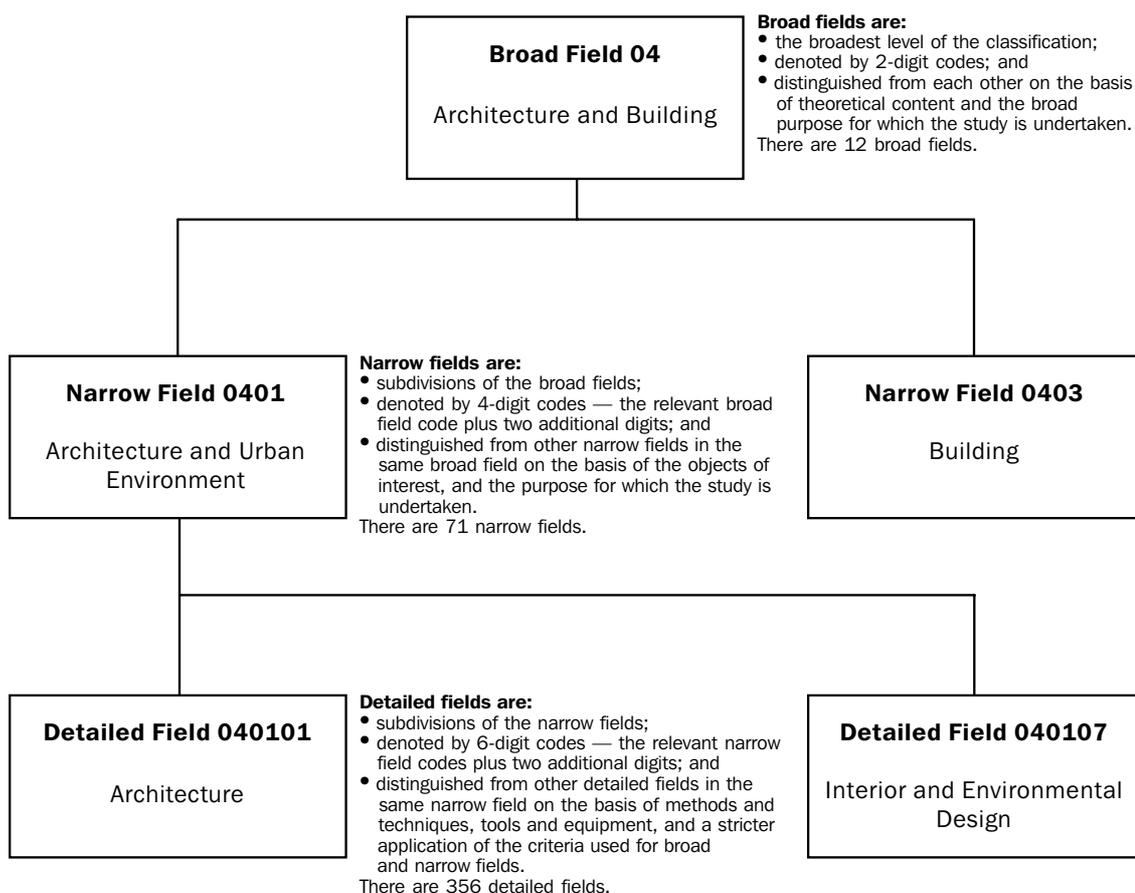 Broad Field 04
Architecture and Building
Broad fields are:
• the broadest level of the classification;
• denoted by 2-digit codes; and
• distinguished from each other on the basis
of theoretical content and the broad
purpose for which the study is undertaken.
There are 12 broad fields.
Narrow Field 0401
Architecture and Urban
Environment
Narrow fields are:
• subdivisions of the broad fields;
• denoted by 4-digit codes — the relevant broad
field code plus two additional digits; and
• distinguished from other narrow fields in the
same broad field on the basis of the objects of
interest, and the purpose for which the study is
undertaken.
There are 71 narrow fields.
Narrow Field 0403
Building
Detailed Field 040101
Architecture
Detailed fields are:
• subdivisions of the narrow fields;
• denoted by 6-digit codes — the relevant narrow
field codes plus two additional digits; and
• distinguished from other detailed fields in the
same narrow field on the basis of methods and
techniques, tools and equipment, and a stricter
application of the criteria used for broad
and narrow fields.
There are 356 detailed fields.
Detailed Field 040107
Interior and Environmental
Design